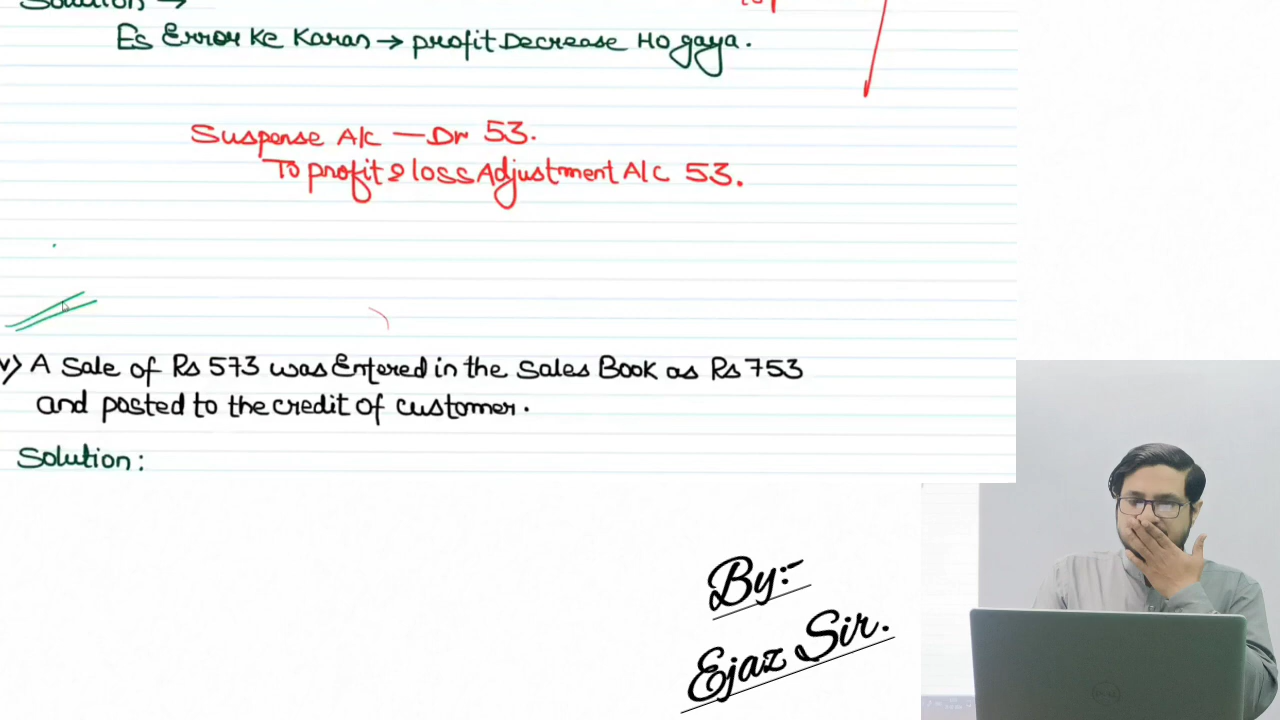 Solution →
Es Error Ke Karan → profit Decrease Ho gaya.
Suspense A/c — Dr 53.
To profit & loss Adjustment A/C 53.
v) A Sale of Rs 573 was Entered in the Sales Book as Rs 753
and posted to the credit of customer.
Solution:
By:-
Ejaz Sir.